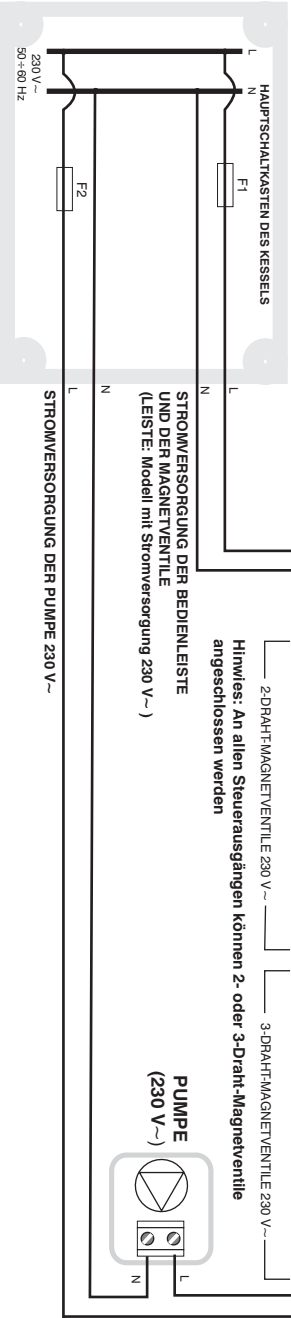 HAUPTSCHALTKASTEN DES KESSELS
L
N
230 V~
50÷60 Hz
F1
F2
L
N
N
L
STROMVERSORGUNG DER BEDIENLEISTE
UND DER MAGNETVENTILE
(LEISTE: Modell mit Stromversorgung 230 V~ )
STROMVERSORGUNG DER PUMPE 230 V~
2-DRAHT-MAGNETVENTILE 230 V~
3-DRAHT-MAGNETVENTILE 230 V~
Hinwies: An allen Steuerausgängen können 2- oder 3-Draht-Magnetventile
angeschlossen werden
PUMPE
(230 V~)
L
N